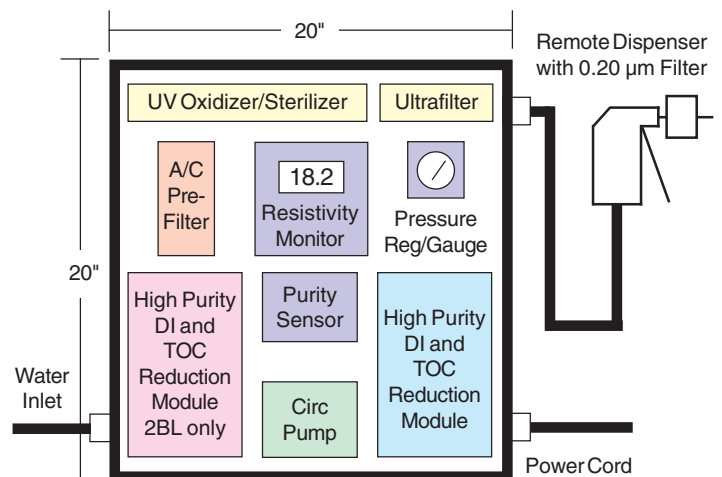 20"
Remote Dispenser
with 0.20 µm Filter
UV Oxidizer/Sterilizer
Ultrafilter
A/C
Pre-
Filter
18.2
Resistivity
Monitor
Pressure
Reg/Gauge
20"
High Purity
DI and
TOC
Reduction
Module
2BL only
Purity
Sensor
High Purity
DI and
TOC
Reduction
Module
Water
Inlet
Circ
Pump
Power Cord